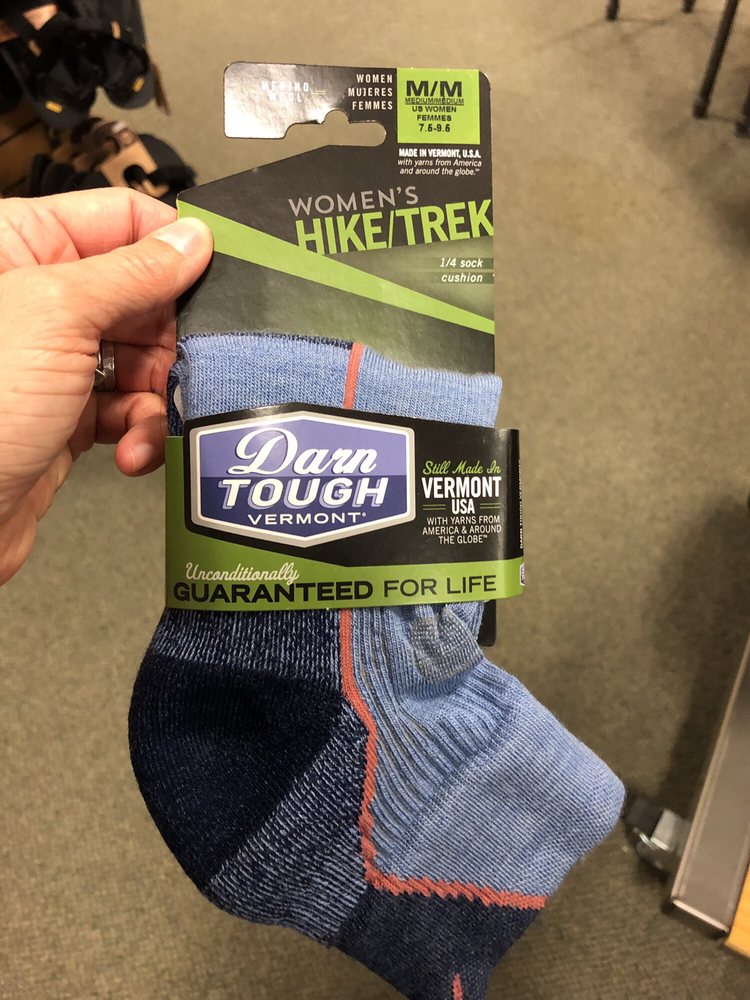 MERINO
WOOL
WOMEN
MUJERES
FEMMES
M/M
MEDIUM/MEDIUM
US WOMEN
FEMMES
7.5-9.5
MADE IN VERMONT, U.S.A.
with yarns from America
and around the globe.™
WOMEN'S
HIKE/TREK
1/4 sock
cushion
Darn
TOUGH
VERMONT®
Still Made In
VERMONT
USA
WITH YARNS FROM
AMERICA & AROUND
THE GLOBE™
Unconditionally
GUARANTEED FOR LIFE